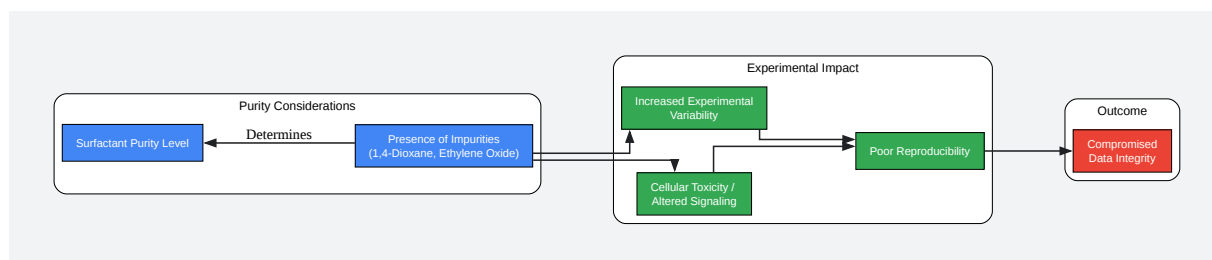 Purity Considerations
Surfactant Purity Level
Determines
Presence of Impurities
(1,4-Dioxane, Ethylene Oxide)
Experimental Impact
Increased Experimental
Variability
Cellular Toxicity /
Altered Signaling
Poor Reproducibility
Outcome
Compromised
Data Integrity